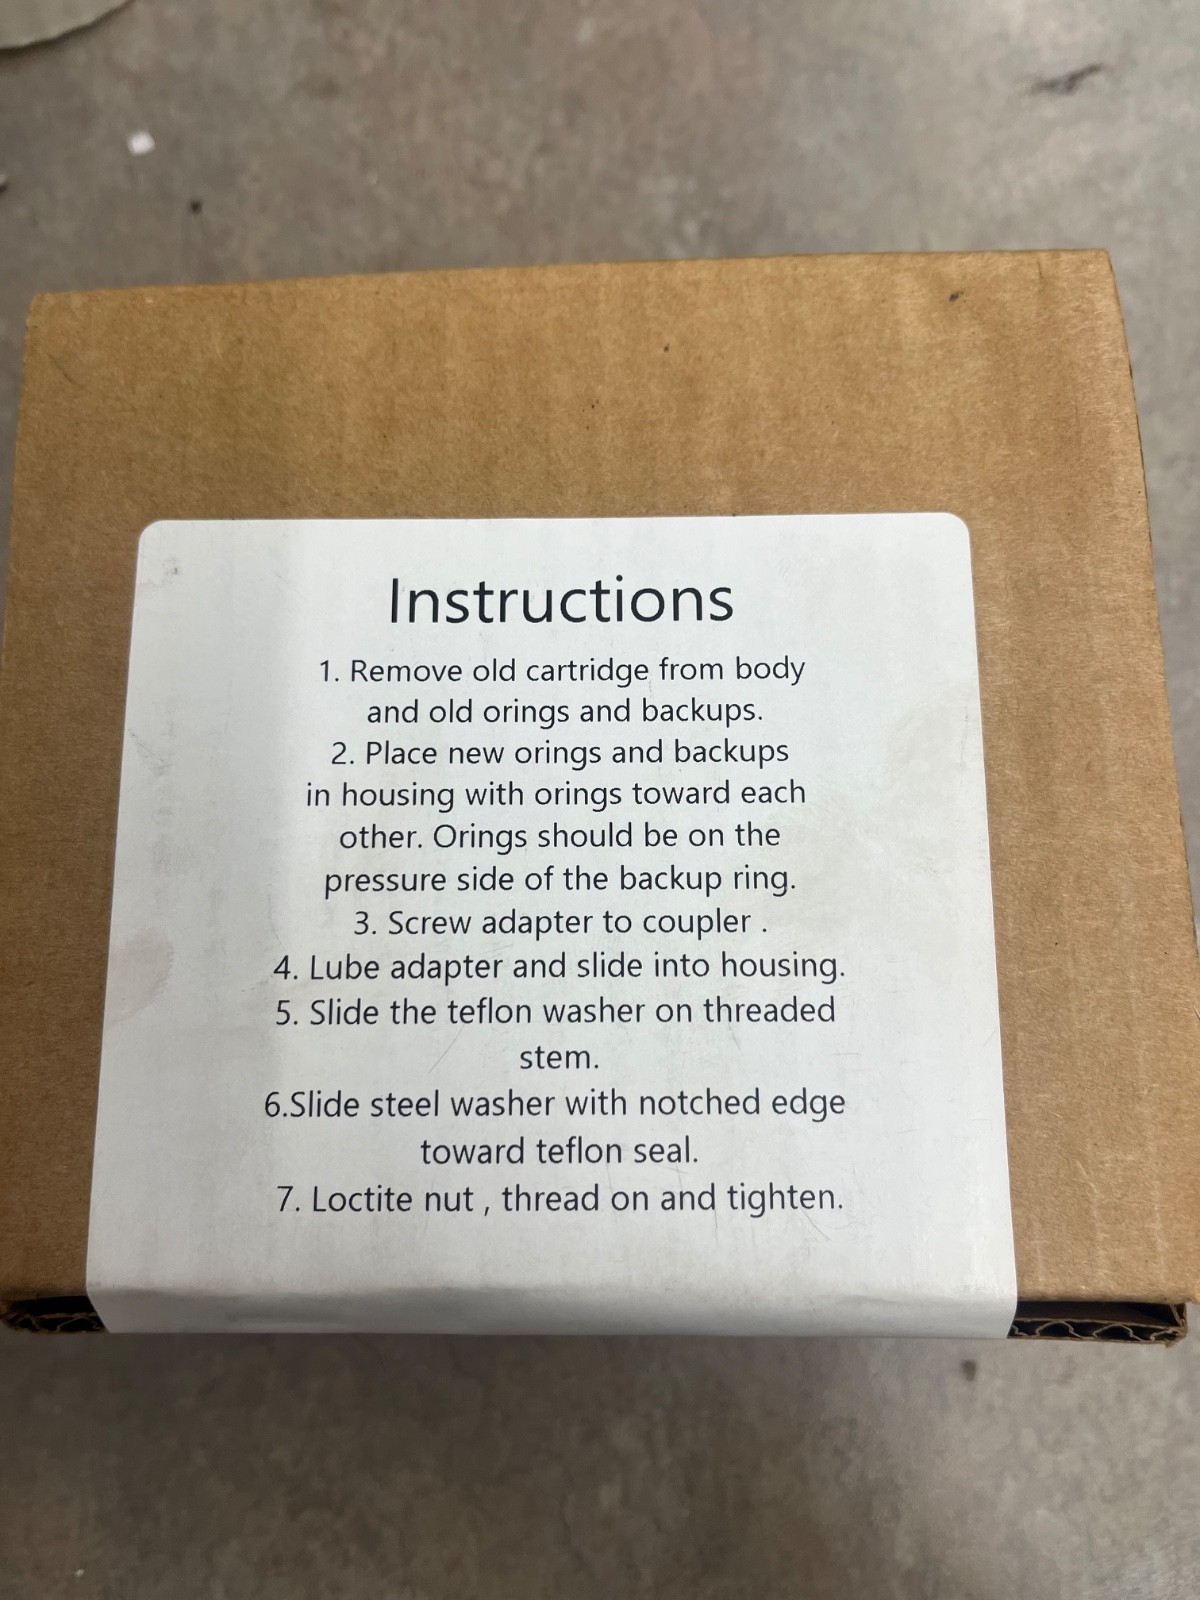 Instructions
1. Remove old cartridge from body
and old orings and backups.
2. Place new orings and backups
in housing with orings toward each
other. Orings should be on the
pressure side of the backup ring.
3. Screw adapter to coupler .
4. Lube adapter and slide into housing.
5. Slide the teflon washer on threaded
stem.
6.Slide steel washer with notched edge
toward teflon seal.
7. Loctite nut , thread on and tighten.